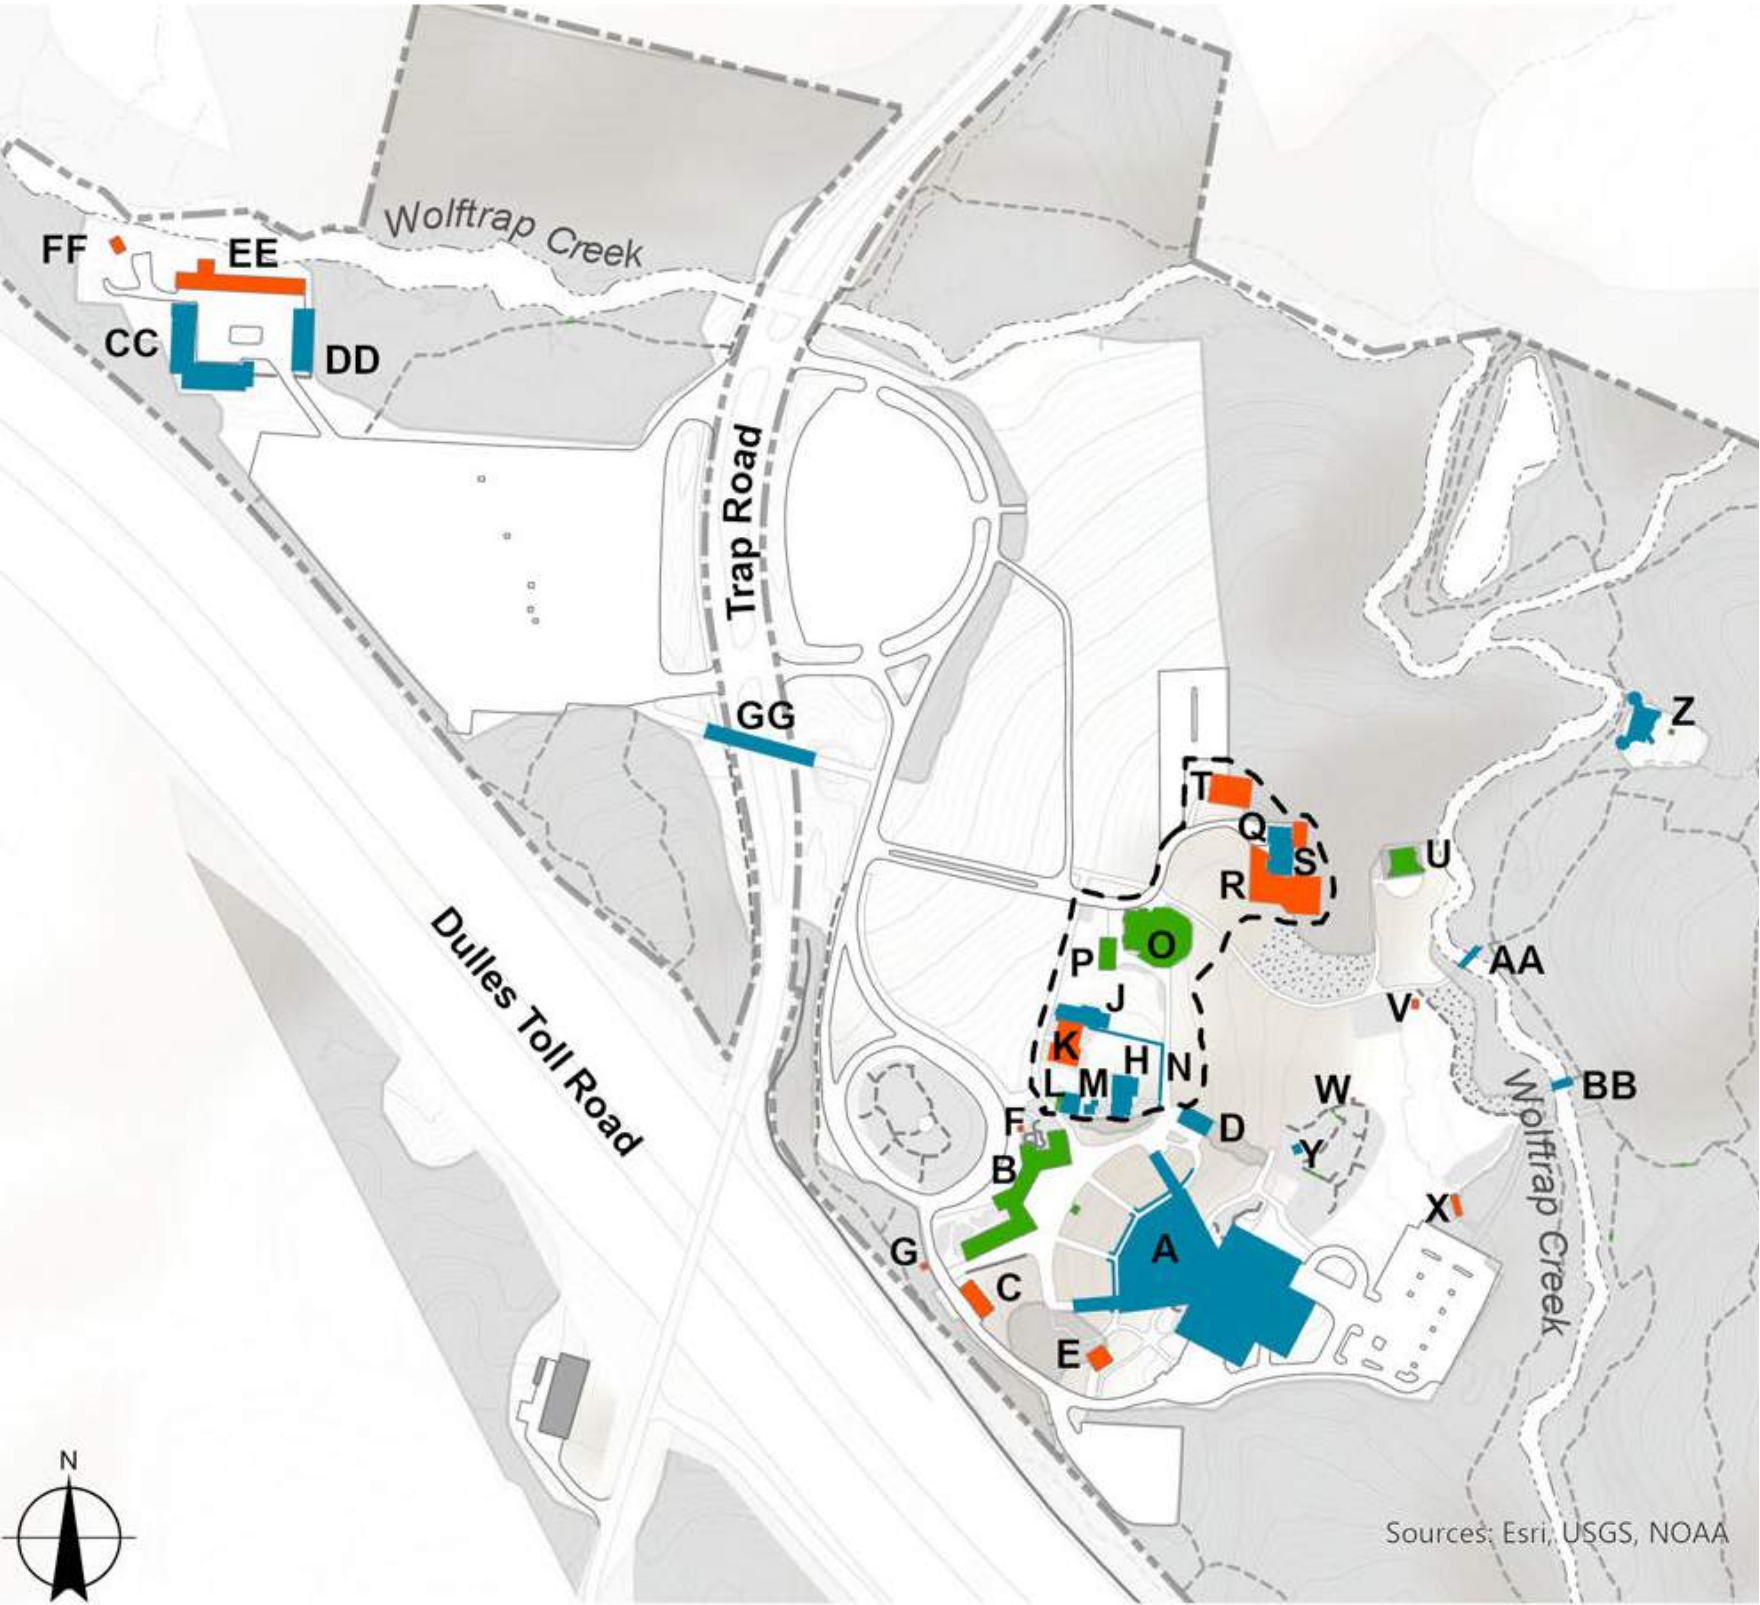 Wolftrap Creek
FF
EE
CC
DD
Trap Road
GG
Z
T
Q
S
U
R
O
P
AA
J
V
K
H
N
L
M
W
BB
F
D
B
Y
Wolftrap Creek
X
Dulles Toll Road
G
A
C
E
N
Sources: Esri, USGS, NOAA